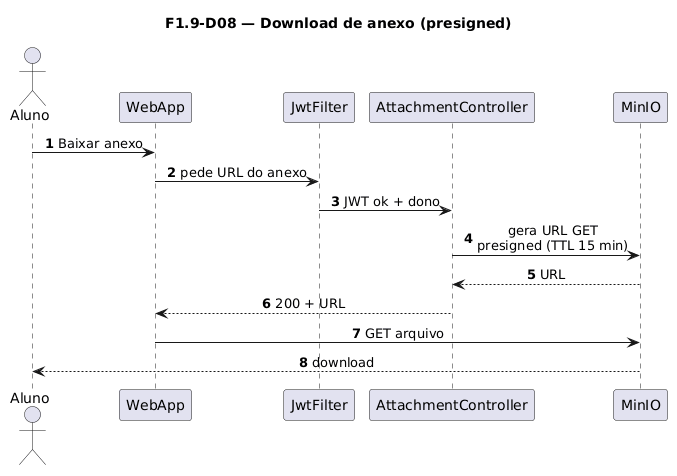 F1.9-D08 — Download de anexo (presigned)
Aluno
WebApp
JwtFilter
AttachmentController
MinIO
1 Baixar anexo
2 pede URL do anexo
3 JWT ok + dono
4 gera URL GET
presigned (TTL 15 min)
5 URL
6 200 + URL
7 GET arquivo
8 download
Aluno
WebApp
JwtFilter
AttachmentController
MinIO